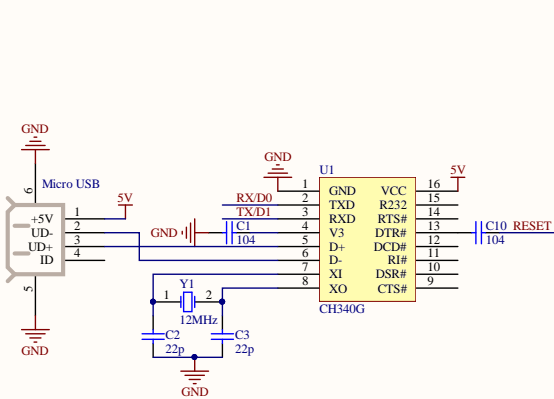 GND
6
Micro USB
+5V
UD-
UD+
ID
1
2
3
4
5V
5
GND
GND
U1
RX/D0
TX/D1
GND
C1
104
1
2
3
4
5
6
7
8
GND
TXD
RXD
V3
D+
D-
XI
XO
VCC
R232
RTS#
DTR#
DCD#
RI#
DSR#
CTS#
16
15
14
13
12
11
10
9
CH340G
5V
C10 RESET
104
Y1
1
2
12MHz
C2
22p
C3
22p
GND